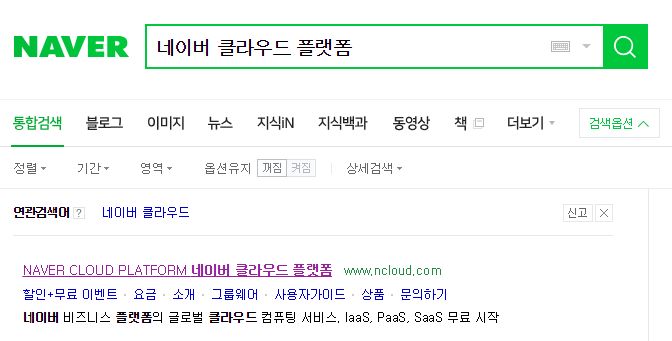 NAVER 네이버 클라우드 플랫폼
통합검색 블로그 이미지 뉴스 지식iN 지식백과 동영상 책 더보기 검색옵션
정렬 기간 영역 옵션유지 꺼짐 켜짐 상세검색
연관검색어 ? 네이버 클라우드 신고
NAVER CLOUD PLATFORM 네이버 클라우드 플랫폼 www.ncloud.com
할인+무료 이벤트 · 요금 · 소개 · 그룹웨어 · 사용자가이드 · 상품 · 문의하기
네이버 비즈니스 플랫폼의 글로벌 클라우드 컴퓨팅 서비스, IaaS, PaaS, SaaS 무료 시작